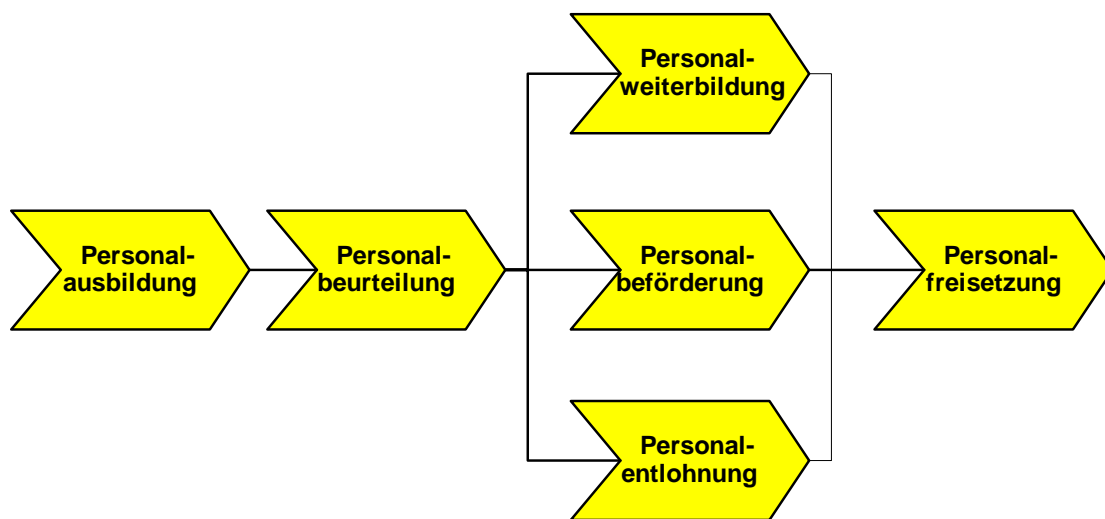 Personal-
ausbildung
Personal-
beurteilung
Personal-
weiterbildung
Personal-
beförderung
Personal-
entlohnung
Personal-
freisetzung